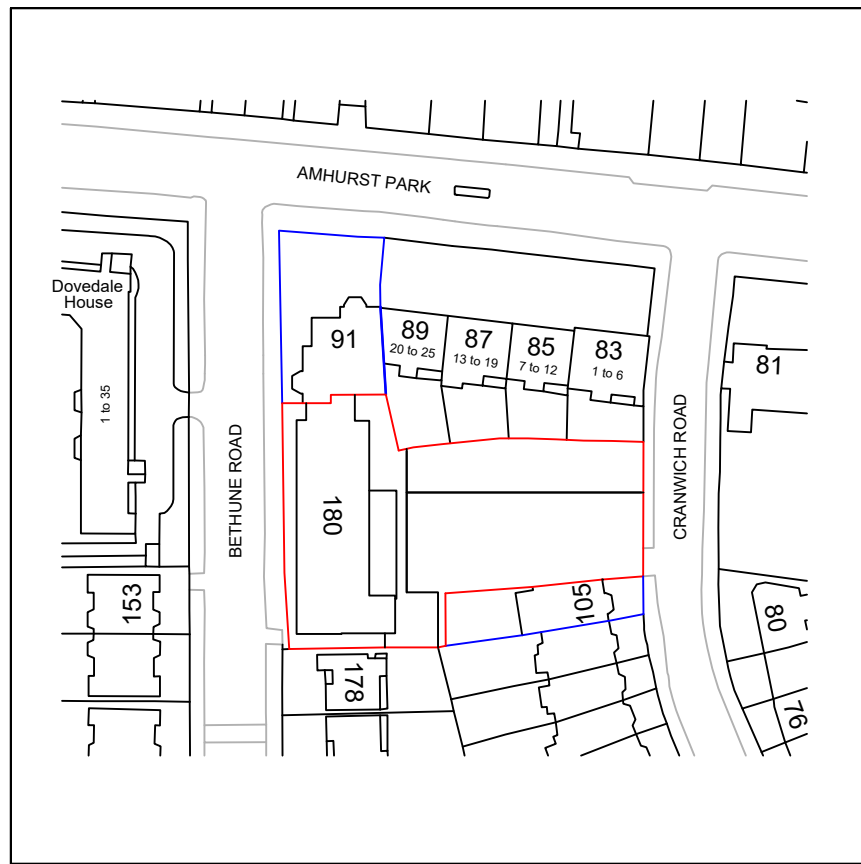 AMHURST PARK
Dovedale
House
1 to 35
BETHUNE ROAD
91
89
20 to 25
87
13 to 19
85
7 to 12
83
1 to 6
81
CRANWICH ROAD
180
153
105
178
80
76